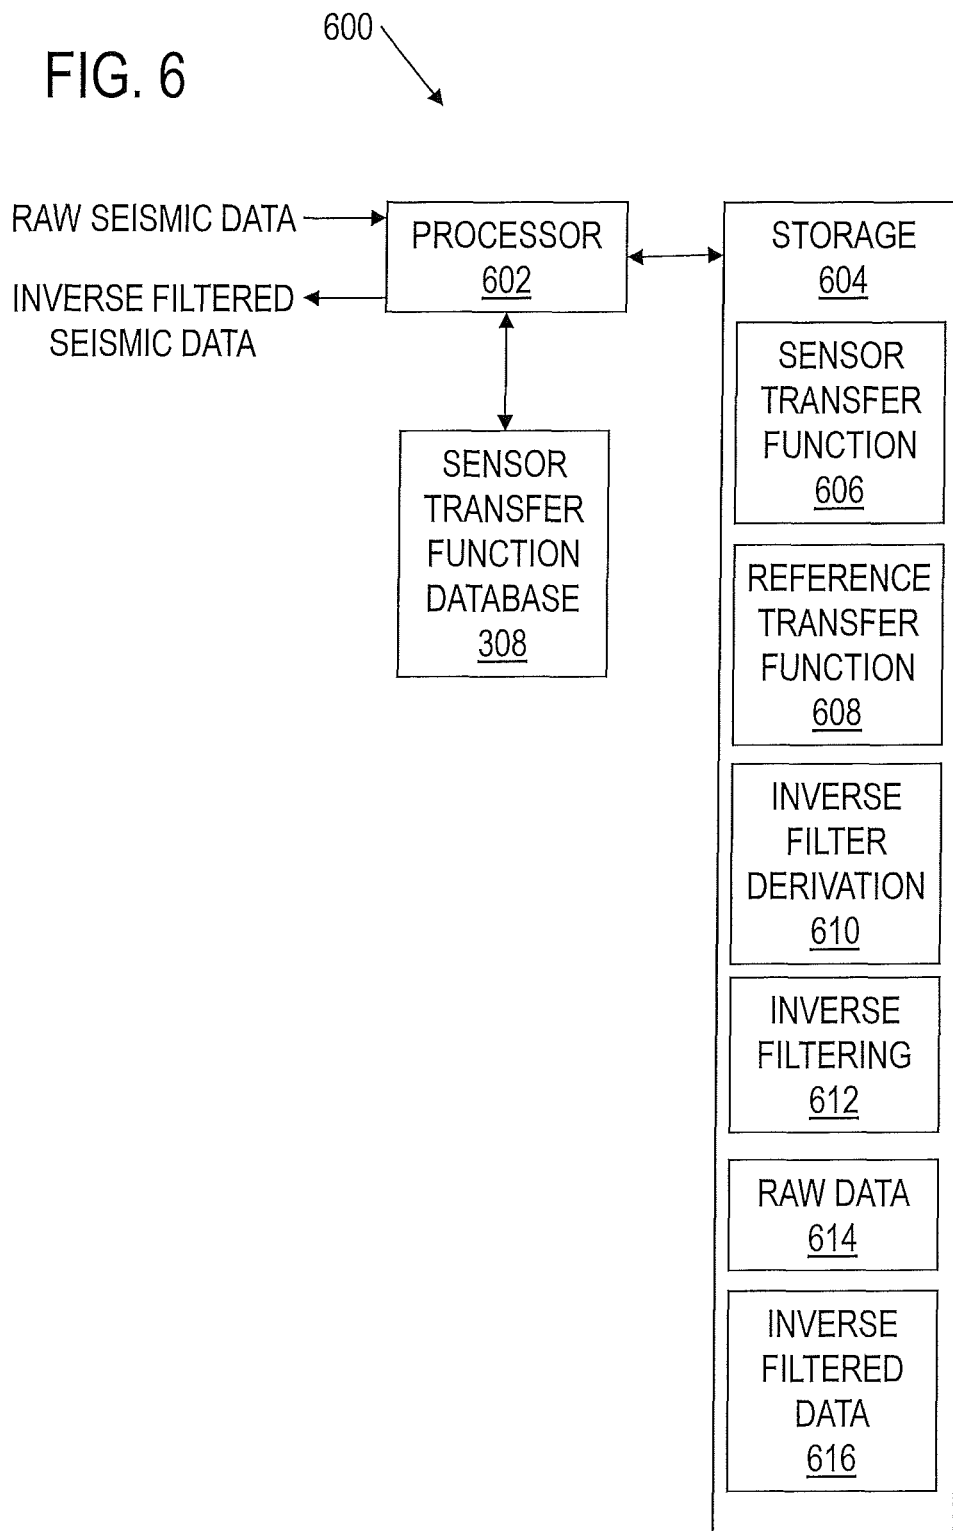 FIG. 6
600
RAW SEISMIC DATA
INVERSE FILTERED
SEISMIC DATA
PROCESSOR
602
SENSOR
TRANSFER
FUNCTION
DATABASE
308
STORAGE
604
SENSOR
TRANSFER
FUNCTION
606
REFERENCE
TRANSFER
FUNCTION
608
INVERSE
FILTER
DERIVATION
610
INVERSE
FILTERING
612
RAW DATA
614
INVERSE
FILTERED
DATA
616